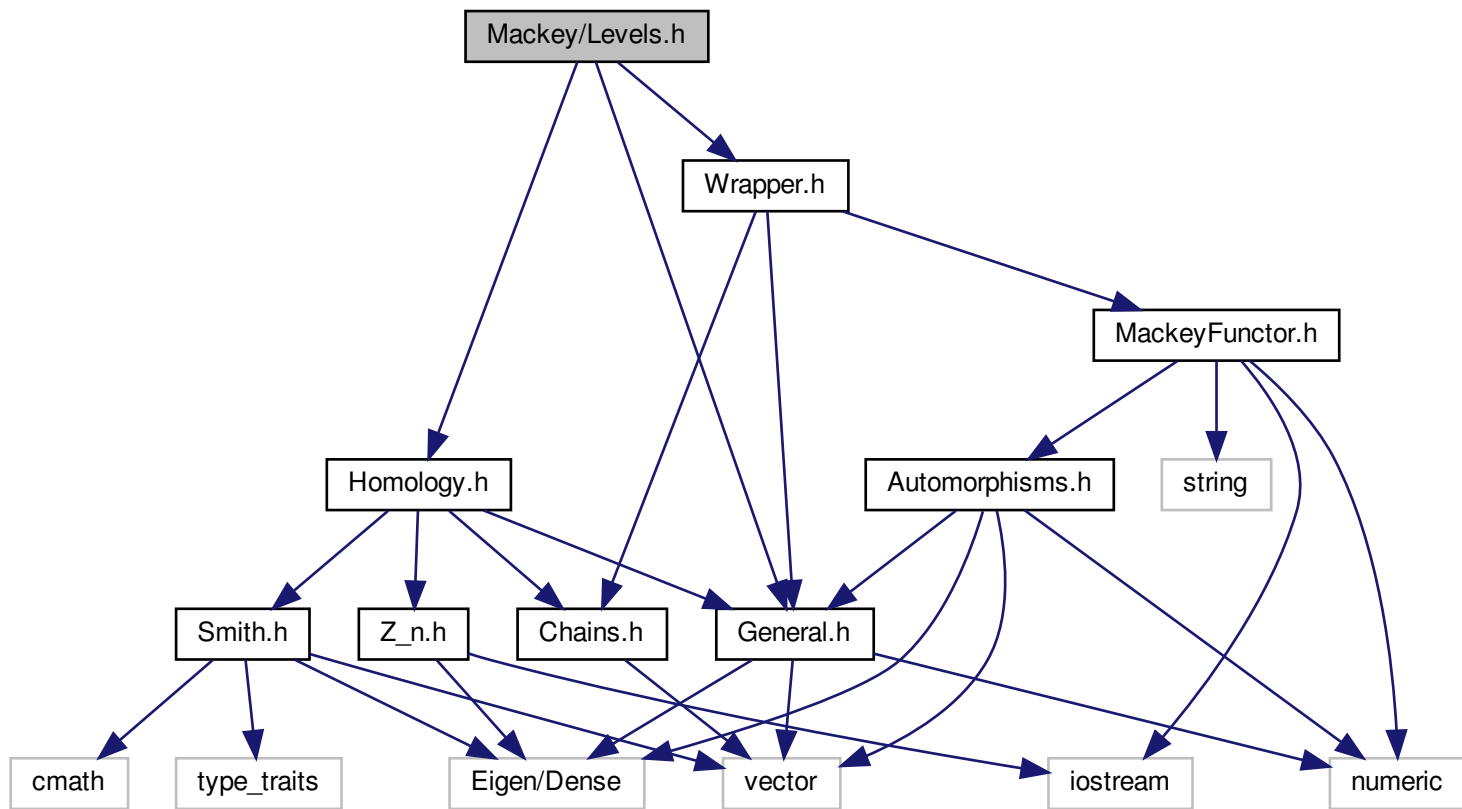 Mackey/Levels.h
Wrapper.h
MackeyFunctor.h
Homology.h
Automorphisms.h
string
Smith.h
Z_n.h
Chains.h
General.h
cmath
type_traits
Eigen/Dense
vector
iostream
numeric